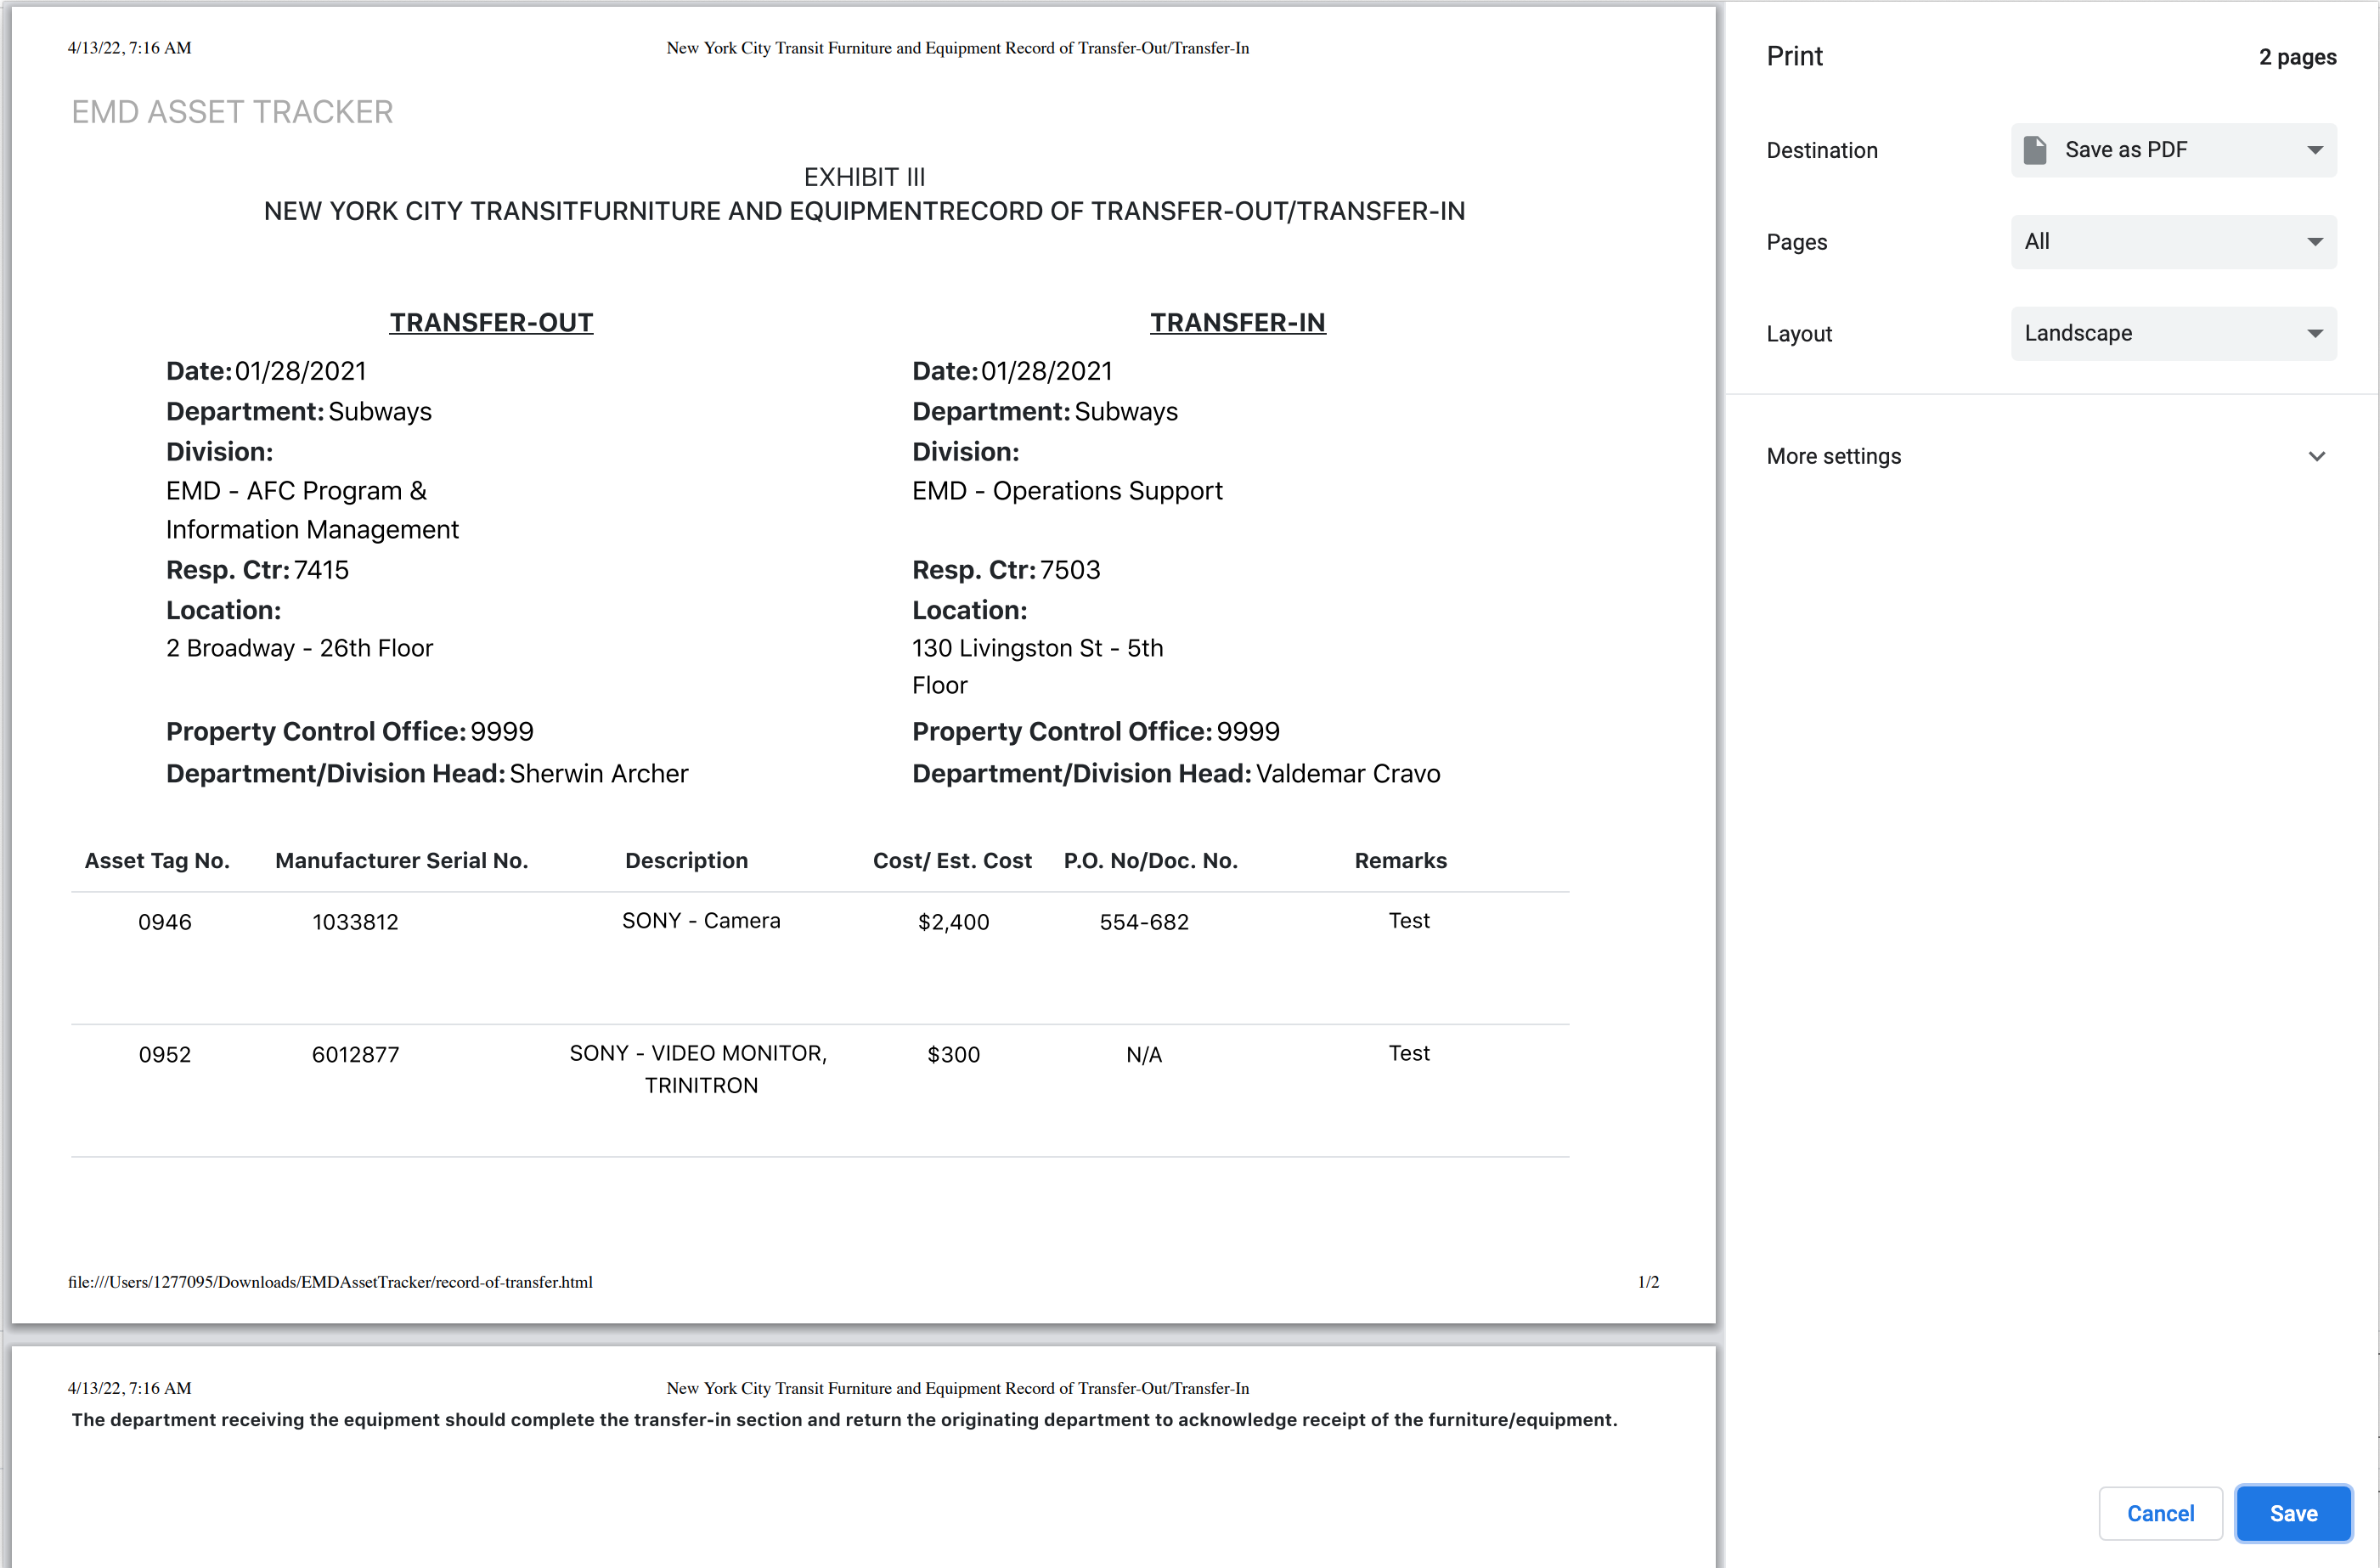 4/13/22, 7:16 AM New York City Transit Furniture and Equipment Record of Transfer-Out/Transfer-In
EMD ASSET TRACKER
EXHIBIT III
NEW YORK CITY TRANSITFURNITURE AND EQUIPMENTRECORD OF TRANSFER-OUT/TRANSFER-IN
TRANSFER-OUT
Date: 01/28/2021
Department: Subways
Division:
EMD - AFC Program &
Information Management
Resp. Ctr: 7415
Location:
2 Broadway - 26th Floor
Property Control Office: 9999
Department/Division Head: Sherwin Archer
TRANSFER-IN
Date: 01/28/2021
Department: Subways
Division:
EMD - Operations Support
Resp. Ctr: 7503
Location:
130 Livingston St - 5th
Floor
Property Control Office: 9999
Department/Division Head: Valdemar Cravo
Asset Tag No. Manufacturer Serial No. Description Cost/ Est. Cost P.O. No/Doc. No. Remarks
0946 1033812 SONY - Camera $2,400 554-682 Test
0952 6012877 SONY - VIDEO MONITOR, $300 N/A Test
TRINITRON
file:///Users/1277095/Downloads/EMDAssetTracker/record-of-transfer.html 1/2
4/13/22, 7:16 AM New York City Transit Furniture and Equipment Record of Transfer-Out/Transfer-In
The department receiving the equipment should complete the transfer-in section and return the originating department to acknowledge receipt of the furniture/equipment.
Print 2 pages
Destination Save as PDF
Pages All
Layout Landscape
More settings
Cancel Save